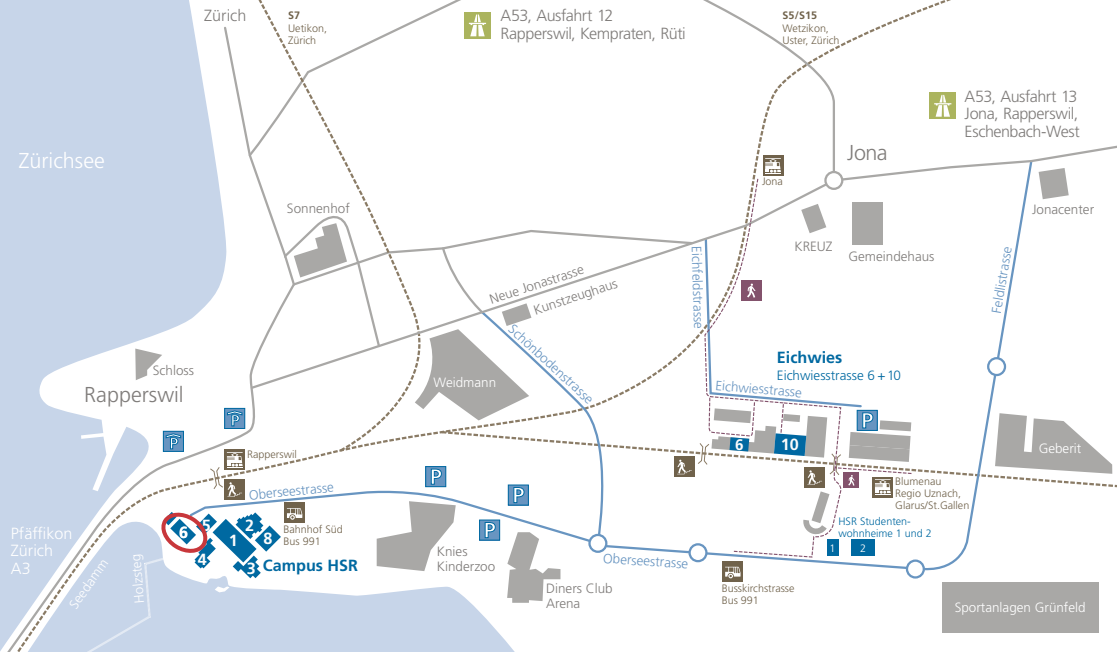 Zürich
S7
Uetikon,
Zürich
A53, Ausfahrt 12
Rapperswil, Kempraten, Rüti
S5/S15
Wetzikon,
Uster, Zürich
A53, Ausfahrt 13
Jona, Rapperswil,
Eschenbach-West
Zürichsee
Jona
Jona
Jonacenter
Sonnenhof
KREUZ
Gemeindehaus
Neue Jonastrasse
Kunstzeughaus
Eichfeldstrasse
Feldlistrasse
Schönbodenstrasse
Schloss
Rapperswil
Weidmann
Eichwies
Eichwiesstrasse 6 + 10
Eichwiesstrasse
P
P
P
6
10
Geberit
Rapperswil
P
P
P
Oberseestrasse
Blumenau
Regio Uznach,
Glarus/St.Gallen
Bahnhof Süd
Bus 991
6
5
2
1
8
4
3
Campus HSR
Pfäffikon
Zürich
A3
Seedamm
Holzsteg
Knies
Kinderzoo
Diners Club
Arena
Oberseestrasse
HSR Studenten-
wohnheime 1 und 2
1
2
Busskirchstrasse
Bus 991
Sportanlagen Grünfeld